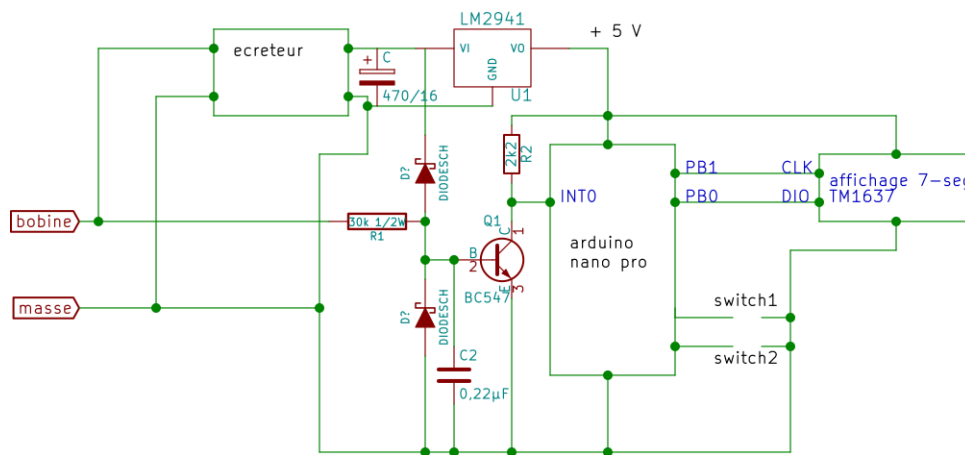 LM2941
+ 5 V
ecreteur
VI
VO
GND
U1
+
C
470/16
2k2
R2
D?
DIODESCH
PB1
CLK
affichage 7-seg
PB0
DIO
TM1637
INT0
bobine
30k 1/2W
R1
Q1
C
1
B
2
E
3
BC547
arduino
nano pro
masse
D?
DIODESCH
switch1
switch2
C2
0,22µF